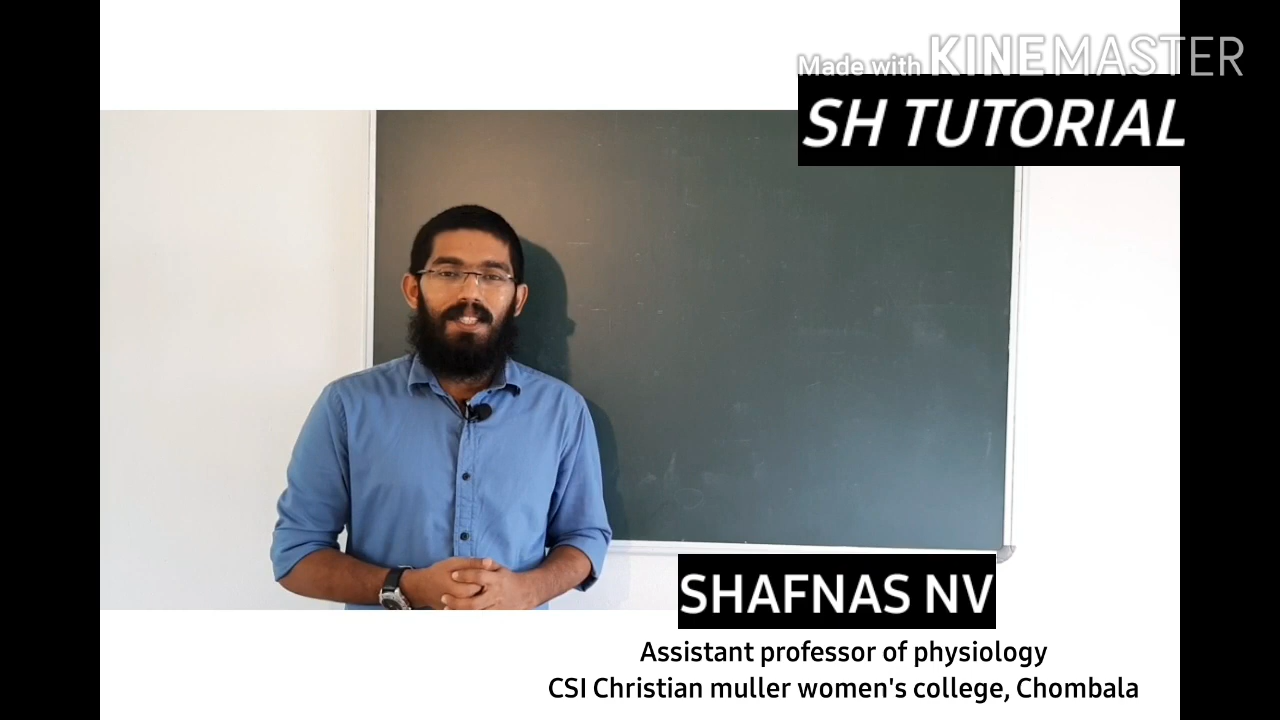 Made with KINEMASTER
SH TUTORIAL
SHAFNAS NV
Assistant professor of physiology
CSI Christian muller women's college, Chombala